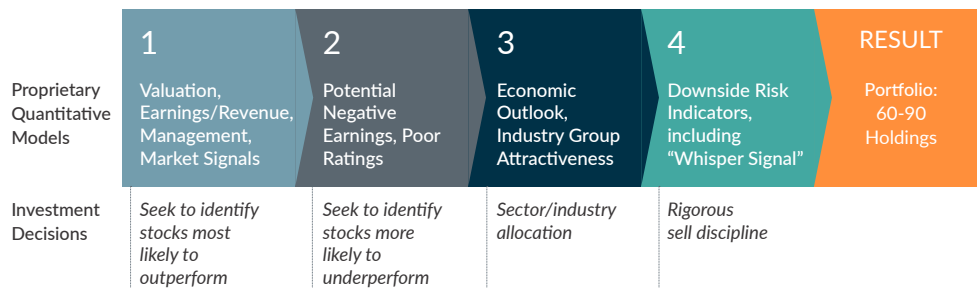 1
2
3
4
RESULT
Proprietary
Quantitative
Models
Valuation,
Earnings/Revenue,
Management,
Market Signals
Potential
Negative
Earnings, Poor
Ratings
Economic
Outlook,
Industry Group
Attractiveness
Downside Risk
Indicators,
including
“Whisper Signal”
Portfolio:
60-90
Holdings
Investment
Decisions
Seek to identify
stocks most
likely to
outperform
Seek to identify
stocks more
likely to
underperform
Sector/industry
allocation
Rigorous
sell discipline